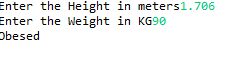 Enter the Height in meters1.706
Enter the Weight in KG90
Obesed